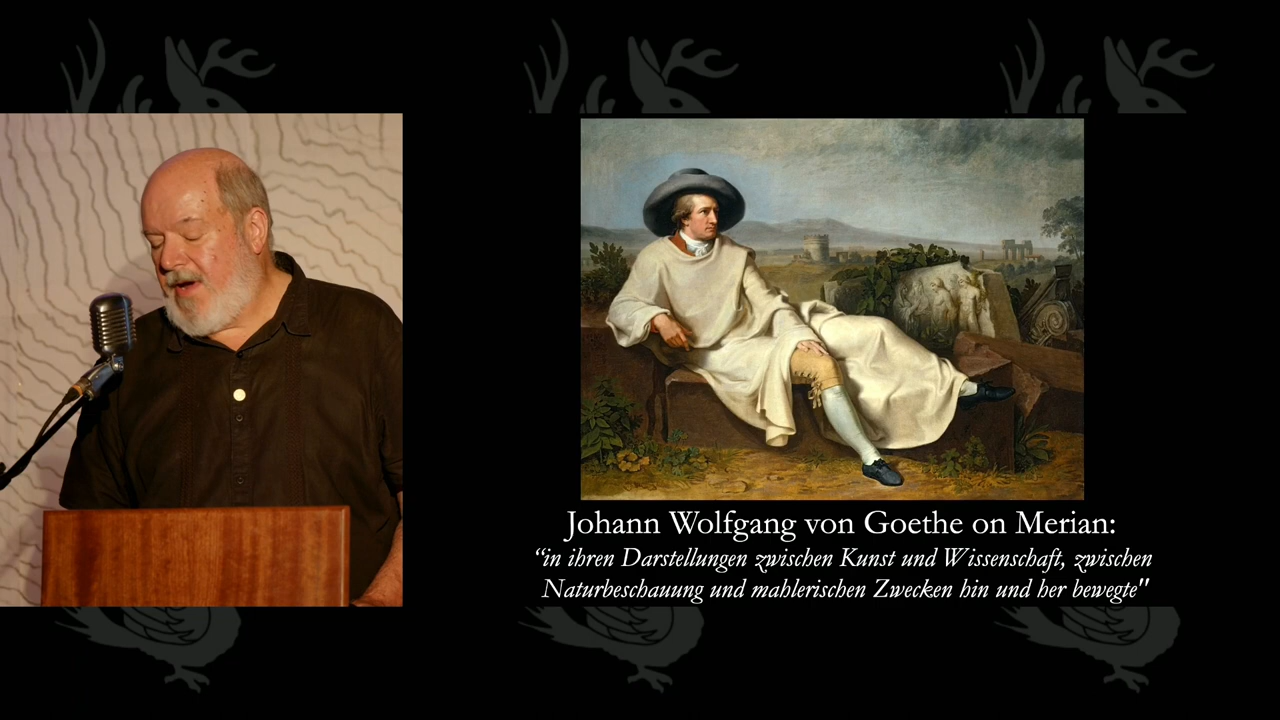 Johann Wolfgang von Goethe on Merian:
“in ihren Darstellungen zwischen Kunst und Wissenschaft, zwischen
Naturbeschauung und mahlerischen Zwecken hin und her bewegte"